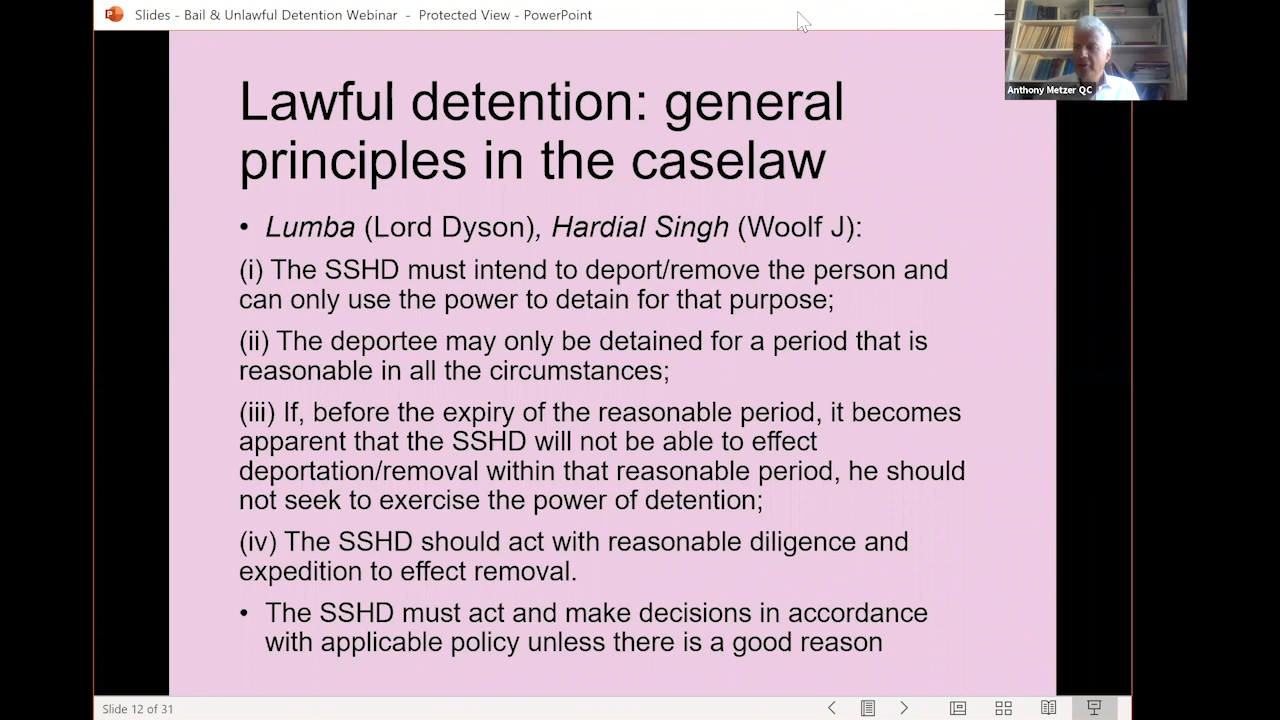 Slides - Bail & Unlawful Detention Webinar - Protected View - PowerPoint
Anthony Metzer QC
Lawful detention: general
principles in the caselaw
• Lumba (Lord Dyson), Hardial Singh (Woolf J):
(i) The SSHD must intend to deport/remove the person and
can only use the power to detain for that purpose;
(ii) The deportee may only be detained for a period that is
reasonable in all the circumstances;
(iii) If, before the expiry of the reasonable period, it becomes
apparent that the SSHD will not be able to effect
deportation/removal within that reasonable period, he should
not seek to exercise the power of detention;
(iv) The SSHD should act with reasonable diligence and
expedition to effect removal.
• The SSHD must act and make decisions in accordance
with applicable policy unless there is a good reason
Slide 12 of 31